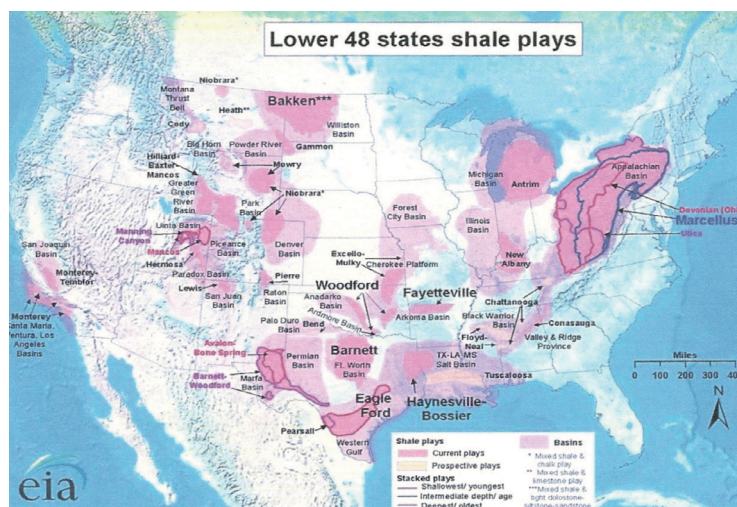 Lower 48 states shale plays
Niobrara*
Montana
Thrust
Belt
Heath**
Bakken***
Williston
Basin
Cody
Big Horn
Basin
Powder River
Basin
Gammon
Hilliard-
Baxter-
Mancos
Mowry
Greater
Green
River
Basin
Niobrara*
Park
Basin
Uinta Basin
Manning
Canyon
Mancos
Piceance
Basin
Denver
Basin
Forest
City Basin
Michigan
Basin
Antrim
Illinois
Basin
New
Albany
Appalachian
Basin
Devonian (Oh
Marcellus
Utica
San Joaquin
Basin
Monterey-
Temblor
Monterey
Santa Maria,
Ventura, Los
Angeles
Basins
Hermosa
Paradox Basin
Lewis
San Juan
Basin
Pierre
Raton
Basin
Excello-
Mulky
Cherokee Platform
Woodford
Anadarko
Basin
Ardmore Basin
Arkoma Basin
Fayetteville
Chattanooga
Black Warrior
Basin
Conasauga
Floyd-
Neal
Valley & Ridge
Province
Palo Duro
Basin
Bend
Avalon-
Bone Spring
Permian
Basin
Barnett
Ft. Worth
Basin
TX-LA-MS
Salt Basin
Tuscaloosa
Barnett-
Woodford
Marfa
Basin
Eagle
Ford
Haynesville-
Bossier
Pearsall
Western
Gulf
Miles
0 100 200 300 400
N
Shale plays
Current plays
Prospective plays
Stacked plays
Shallowest/ youngest
Intermediate depth/ age
Deepest/ oldest
Basins
* Mixed shale &
chalk play
** Mixed shale &
limestone play
***Mixed shale &
tight dolostone-
siltstone-sandstone
eia